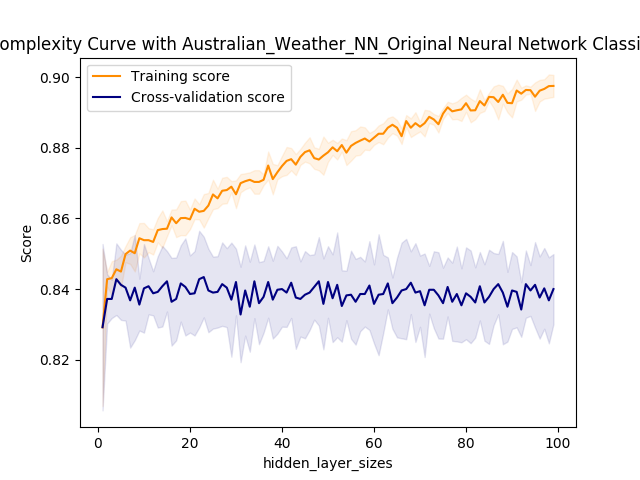 omplexity Curve with Australian_Weather_NN_Original Neural Network Classi
Training score
Cross-validation score
0.90
0.88
0.86
0.84
0.82
Score
0 20 40 60 80 100
hidden_layer_sizes